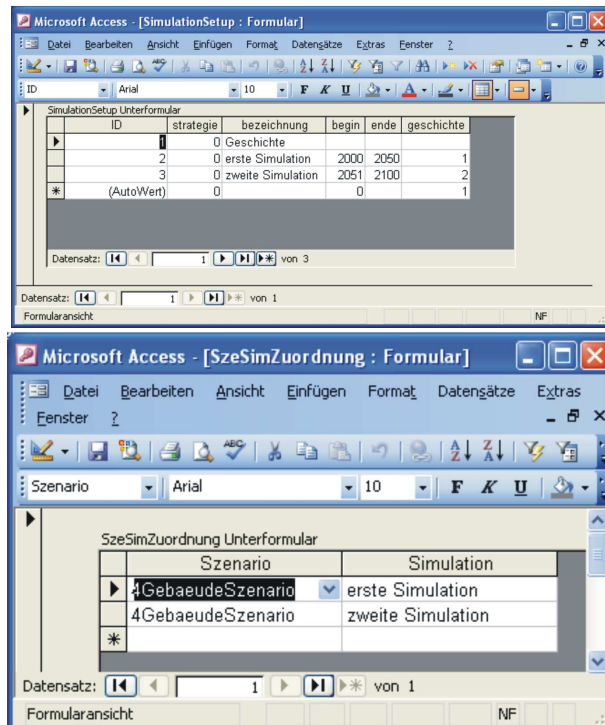 Microsoft Access - [SimulationSetup : Formular]
Datei Bearbeiten Ansicht Einfügen Format Datensätze Extras Fenster ?
ID Arial 10 F K U A
SimulationSetup Unterformular
ID strategie bezeichnung begin ende geschichte
1 0 Geschichte
2 0 erste Simulation 2000 2050 1
3 0 zweite Simulation 2051 2100 2
(AutoWert) 0 0 1
Datensatz: 1 von 3
Datensatz: 1 von 1
Formularansicht NF
Microsoft Access - [SzeSimZuordnung : Formular]
Datei Bearbeiten Ansicht Einfügen Format Datensätze Extras
Fenster ?
Szenario Arial 10 F K U
SzeSimZuordnung Unterformular
Szenario Simulation
4GebaeudeSzenario erste Simulation
4GebaeudeSzenario zweite Simulation
Datensatz: 1 von 1
Formularansicht NF